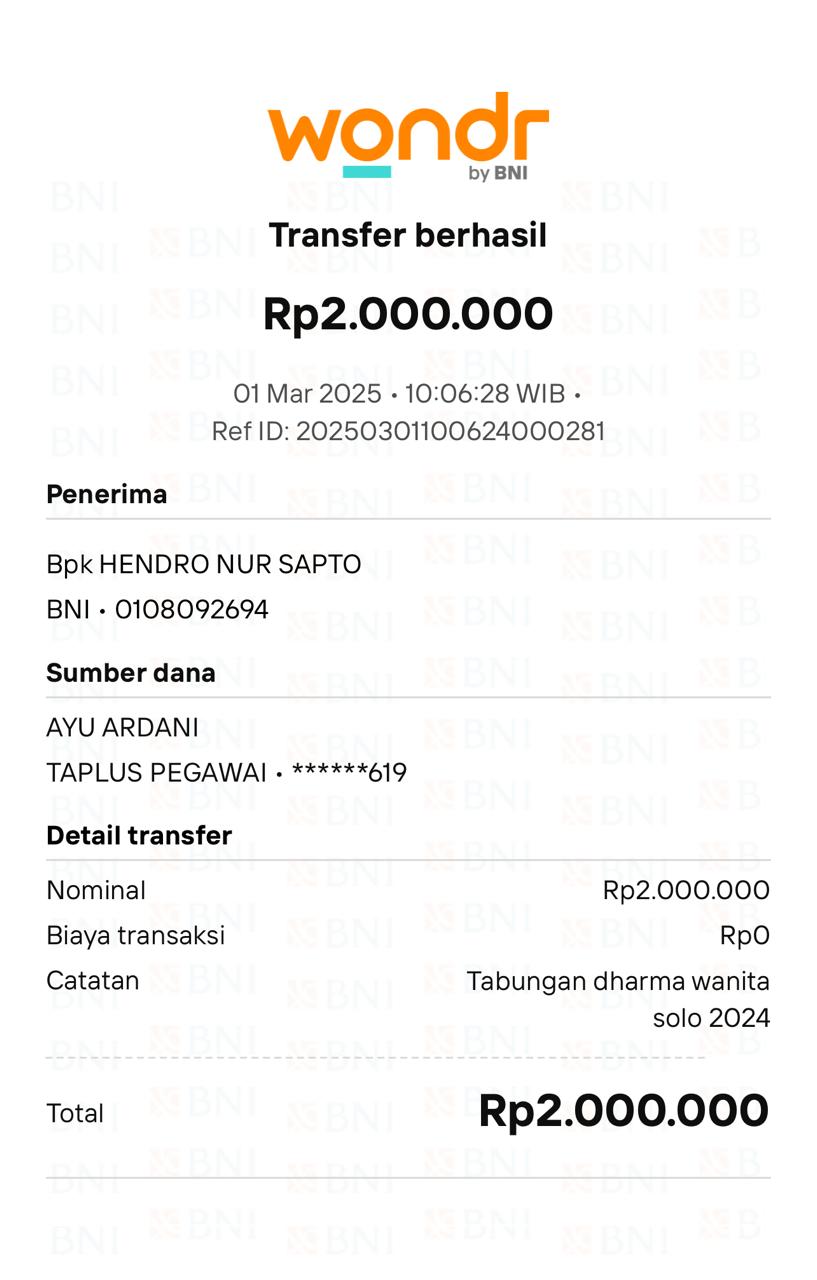 wondr
by BNI
Transfer berhasil
Rp2.000.000
01 Mar 2025 • 10:06:28 WIB •
Ref ID: 20250301100624000281
Penerima
Bpk HENDRO NUR SAPTO
BNI • 0108092694
Sumber dana
AYU ARDANI
TAPLUS PEGAWAI • ******619
Detail transfer
Nominal Rp2.000.000
Biaya transaksi Rp0
Catatan Tabungan dharma wanita
solo 2024
Total Rp2.000.000